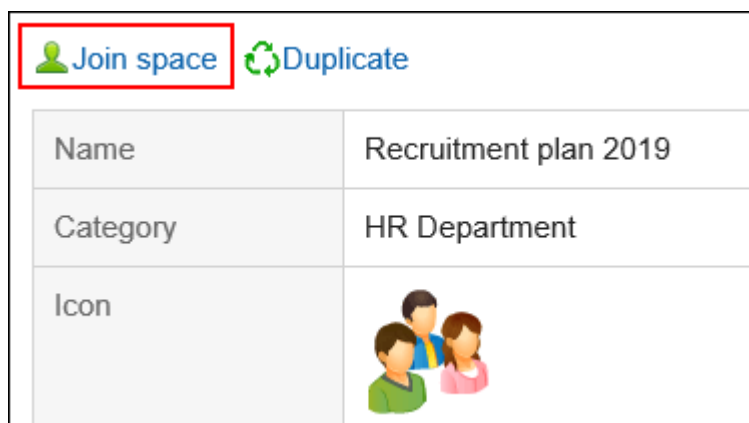 Join space Duplicate
Name Recruitment plan 2019
Category HR Department
Icon